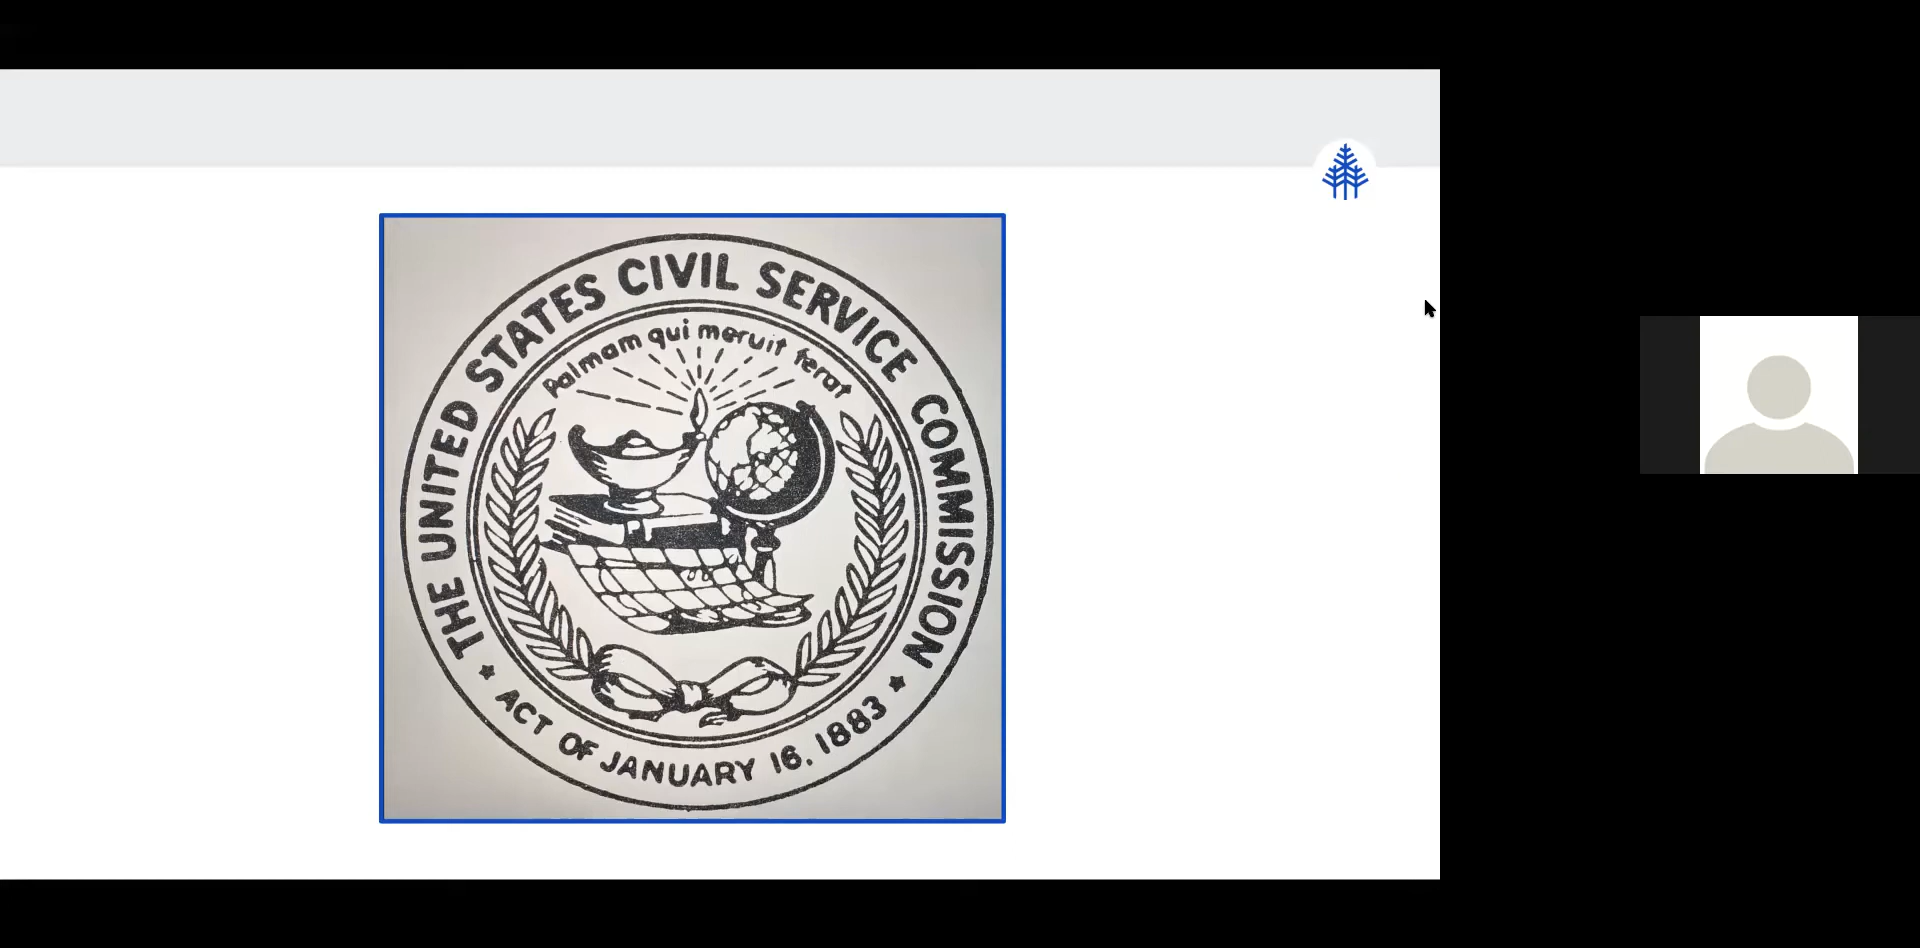 THE UNITED STATES CIVIL SERVICE COMMISSION
Palmam qui meruit ferat
★ ACT OF JANUARY 16, 1883 ★